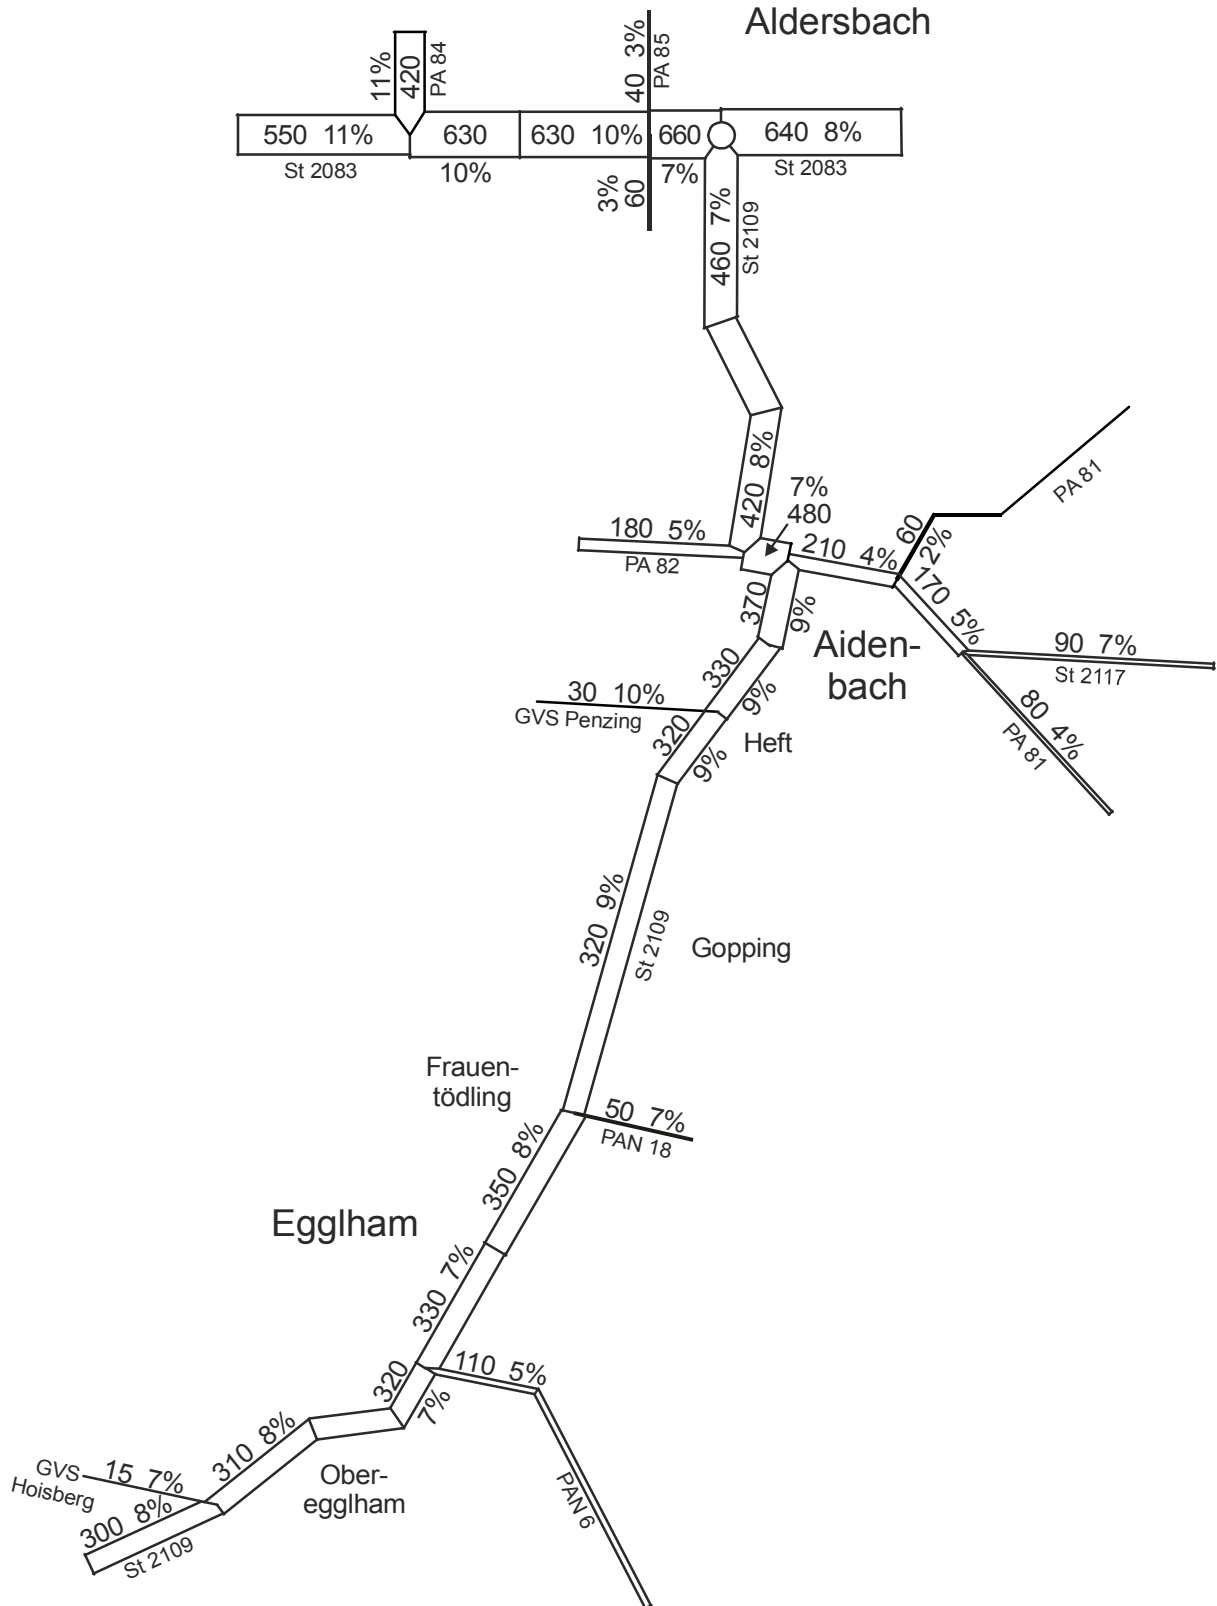 Aldersbach
11%
420
PA 84
40 3%
PA 85
550 11%
630
630 10%
660
640 8%
St 2083
10%
3%
60
7%
St 2083
460 7%
St 2109
420 8%
7%
480
180 5%
PA 82
210 4%
60
2%
PA 81
170 5%
90 7%
St 2117
80 4%
PA 81
370
9%
Aiden-
bach
330
9%
30 10%
GVS Penzing
320
9%
Heft
320 9%
St 2109
Gopping
Frauen-
tödling
50 7%
PAN 18
350 8%
Egglham
330 7%
320
7%
110 5%
PAN 6
310 8%
Ober-
egglham
GVS
Hoisberg
15 7%
300 8%
St 2109